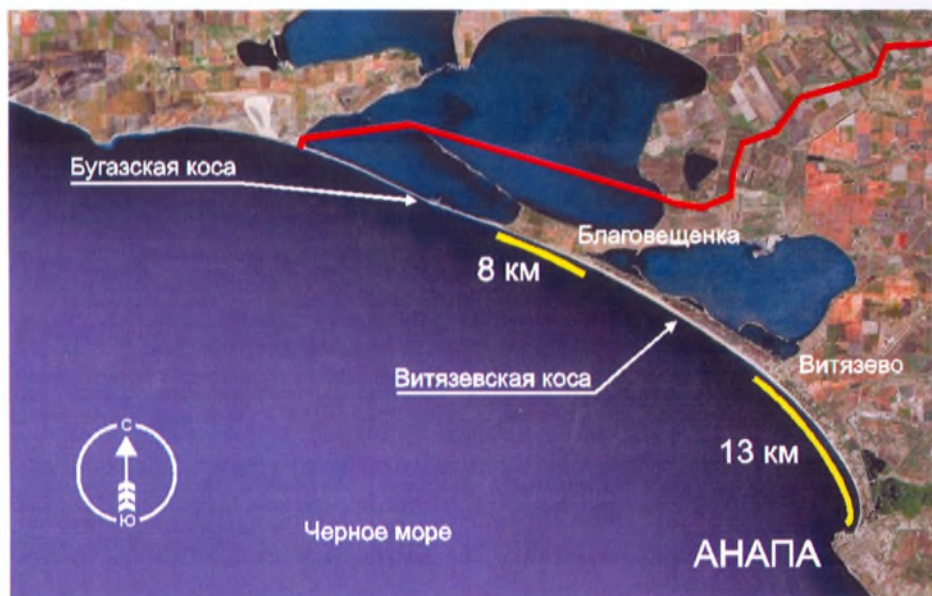 Бугазская коса
Благовещенка
8 км
Витязево
Витязевская коса
С
13 км
Ю
Черное море
АНАПА